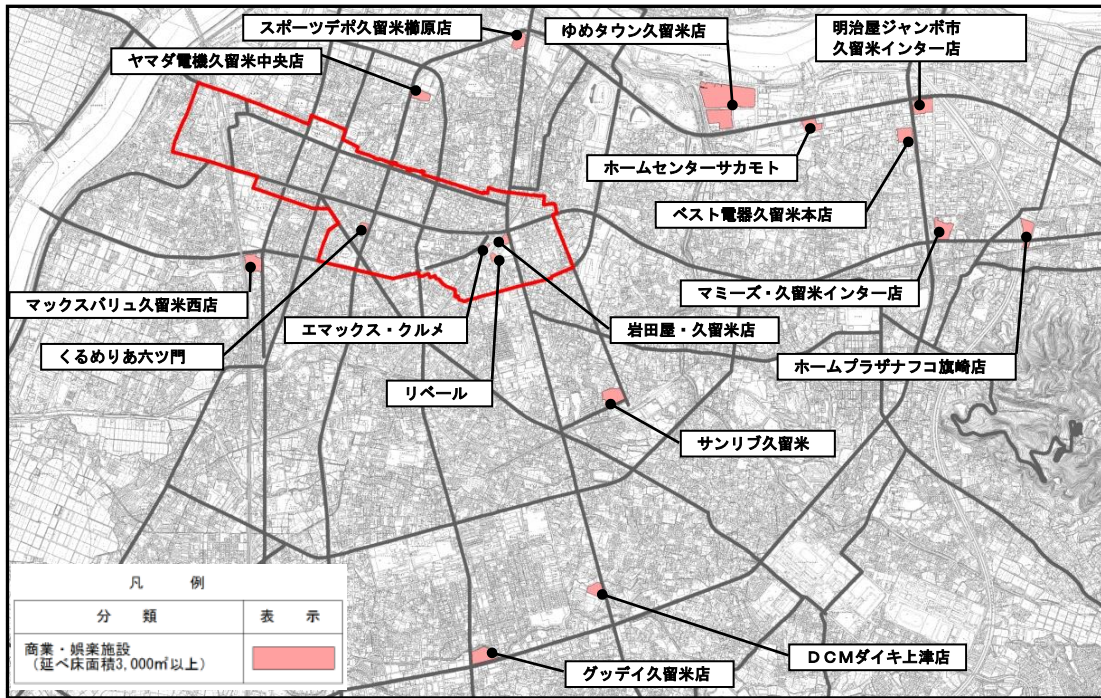 スポーツデポ久留米櫛原店
ゆめタウン久留米店
明治屋ジャンボ市
久留米インター店
ヤマダ電機久留米中央店
ホームセンターサカモト
ベスト電器久留米本店
マックスバリュ久留米西店
マミーズ・久留米インター店
エマックス・クルメ
岩田屋・久留米店
くるめりあ六ツ門
ホームプラザナフコ旗崎店
リベール
サンリブ久留米
凡 例
分 類
表 示
商業・娯楽施設
(延べ床面積3,000㎡以上)
DCMダイキ上津店
グッデイ久留米店